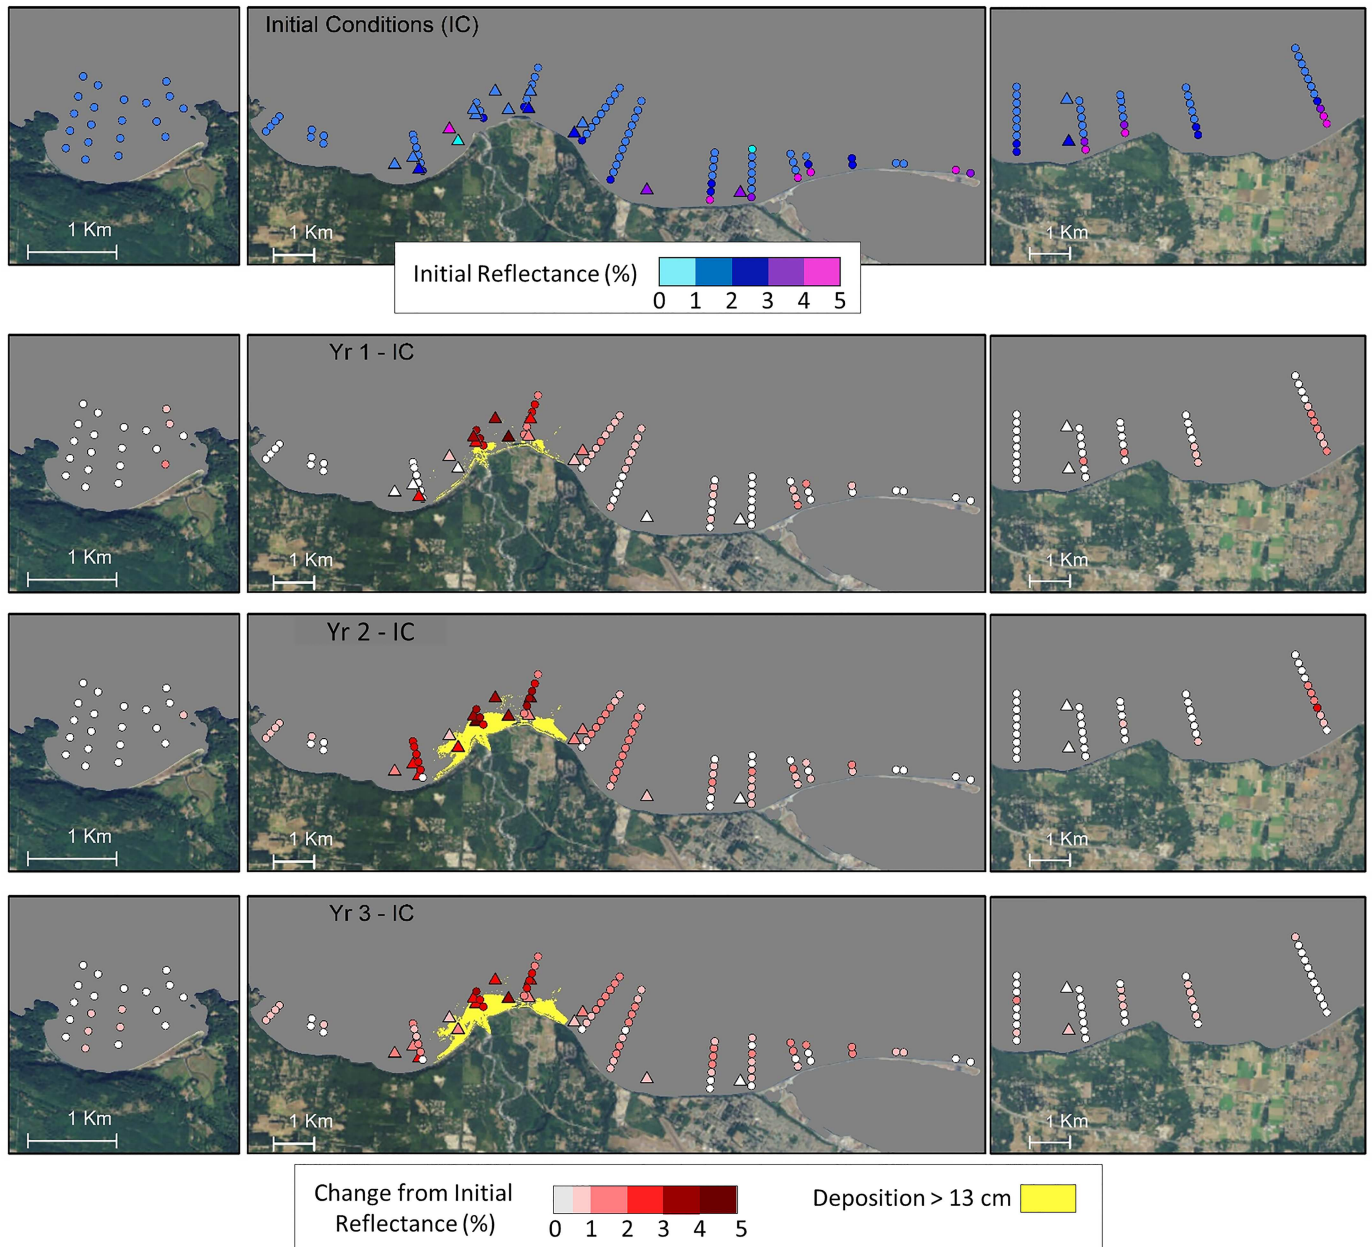 Initial Conditions (IC)
1 Km
1 Km
1 Km
Initial Reflectance (%)
0 1 2 3 4 5
Yr 1 - IC
1 Km
1 Km
1 Km
Yr 2 - IC
1 Km
1 Km
1 Km
Yr 3 - IC
1 Km
1 Km
1 Km
Change from Initial
Reflectance (%)
0 1 2 3 4 5
Deposition > 13 cm